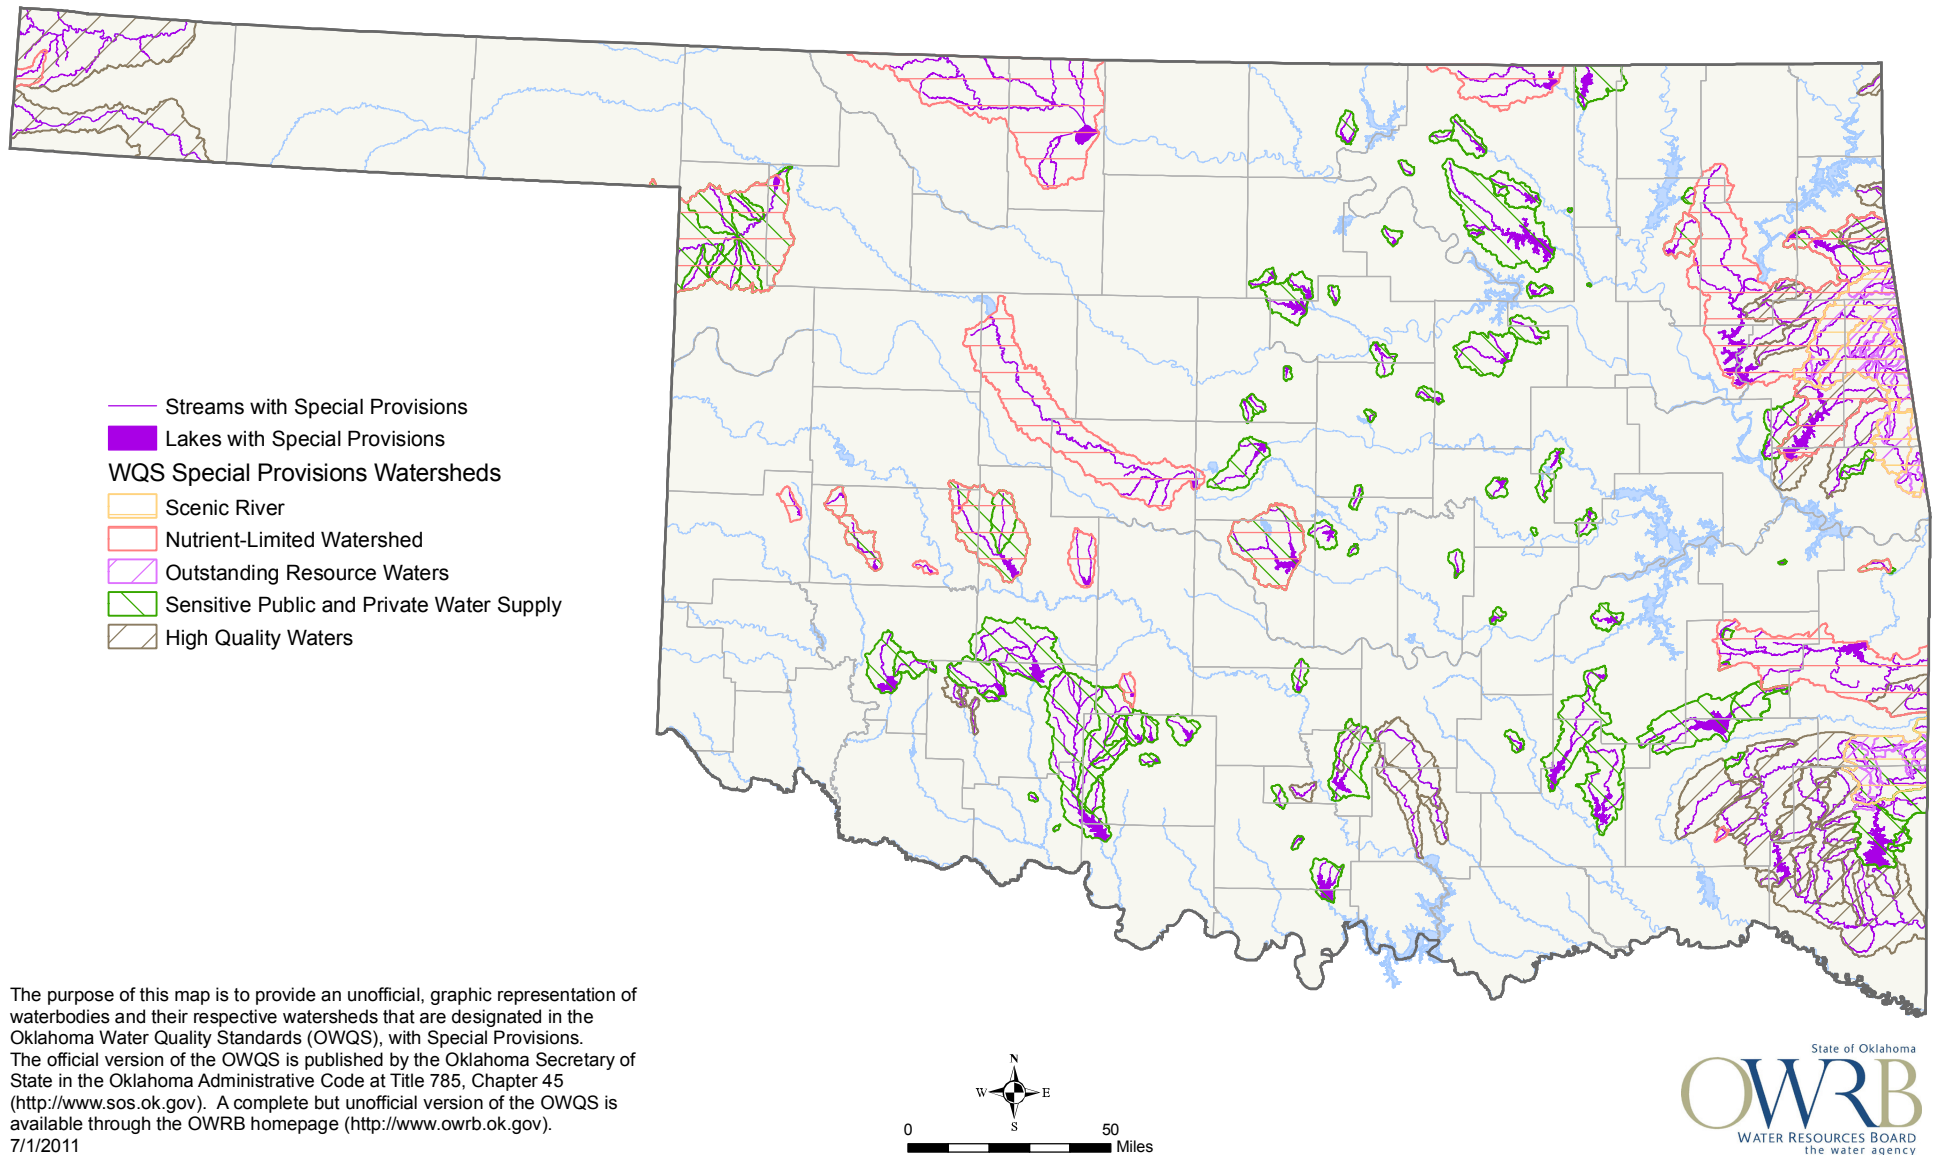 Streams with Special Provisions
Lakes with Special Provisions
WQS Special Provisions Watersheds
Scenic River
Nutrient-Limited Watershed
Outstanding Resource Waters
Sensitive Public and Private Water Supply
High Quality Waters
The purpose of this map is to provide an unofficial, graphic representation of
waterbodies and their respective watersheds that are designated in the
Oklahoma Water Quality Standards (OWQS), with Special Provisions.
The official version of the OWQS is published by the Oklahoma Secretary of
State in the Oklahoma Administrative Code at Title 785, Chapter 45
(http://www.sos.ok.gov).  A complete but unofficial version of the OWQS is
available through the OWRB homepage (http://www.owrb.ok.gov).
7/1/2011
N
W E
S
0 50
Miles
State of Oklahoma
OWRB
WATER RESOURCES BOARD
the water agency